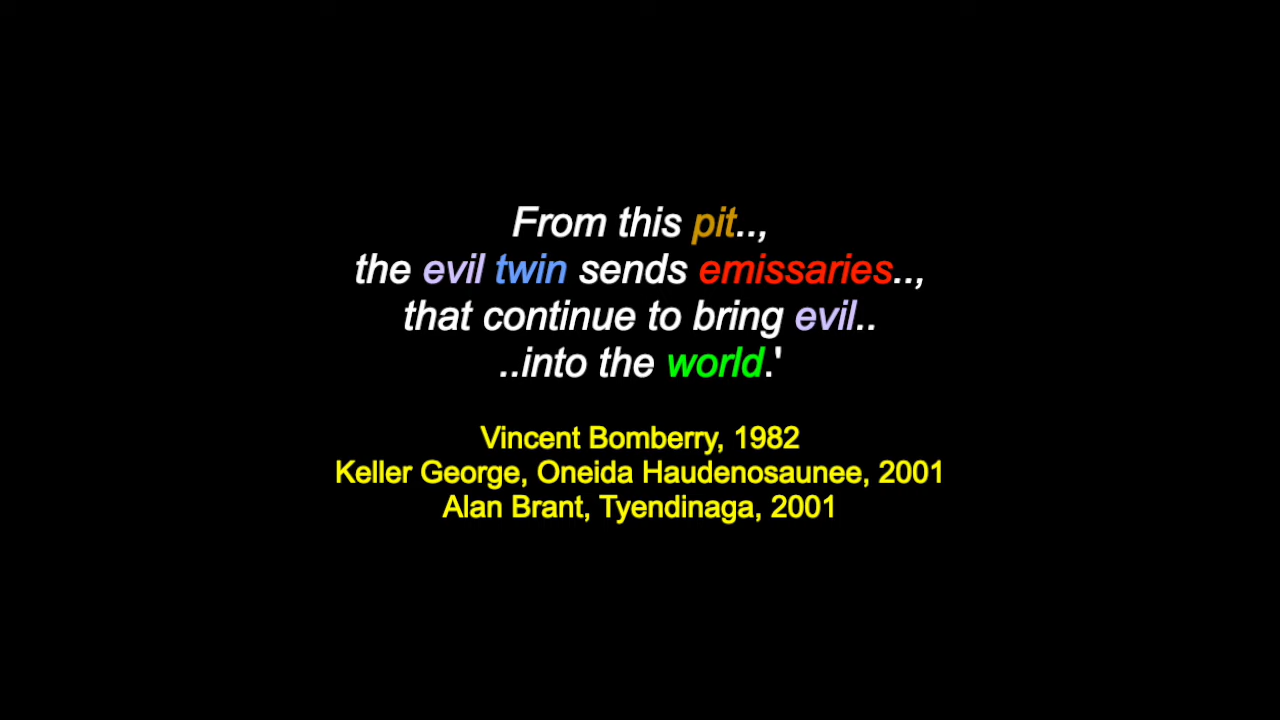 From this pit..,
the evil twin sends emissaries..,
that continue to bring evil..
..into the world.'
Vincent Bomberry, 1982
Keller George, Oneida Haudenosaunee, 2001
Alan Brant, Tyendinaga, 2001